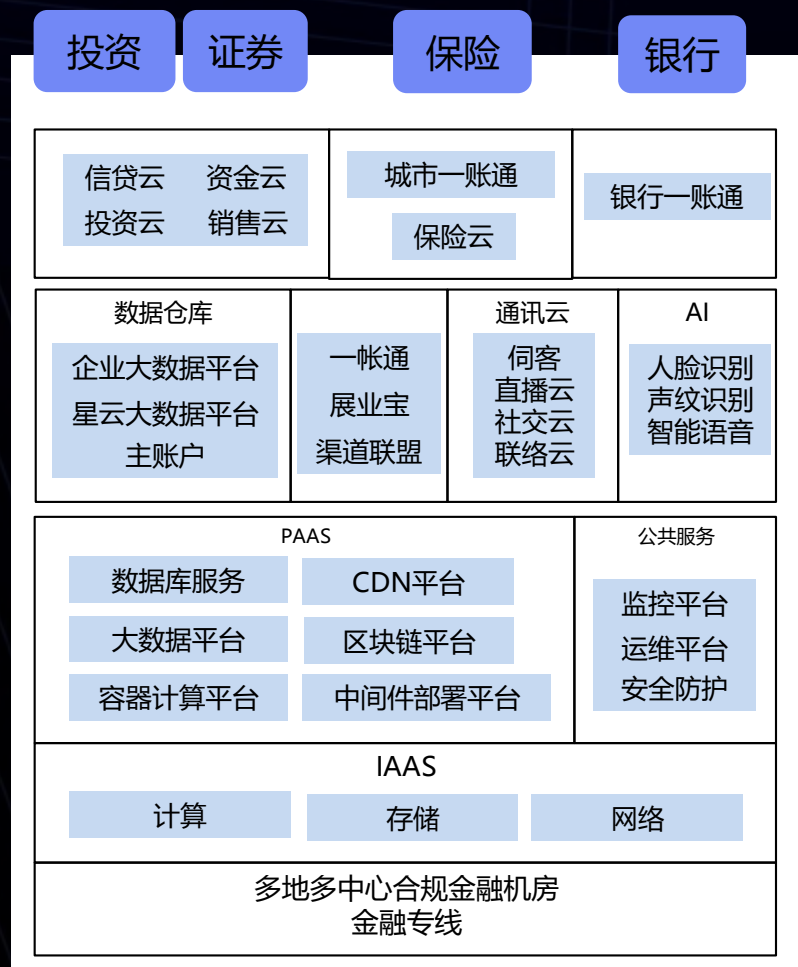 投资 证券 保险 银行
信贷云 资金云
投资云 销售云
城市一账通
保险云
银行一账通
数据仓库
企业大数据平台
星云大数据平台
主账户
一帐通
展业宝
渠道联盟
通讯云
伺客
直播云
社交云
联络云
AI
人脸识别
声纹识别
智能语音
PAAS
数据库服务 CDN平台
大数据平台 区块链平台
容器计算平台 中间件部署平台
公共服务
监控平台
运维平台
安全防护
IAAS
计算 存储 网络
多地多中心合规金融机房
金融专线